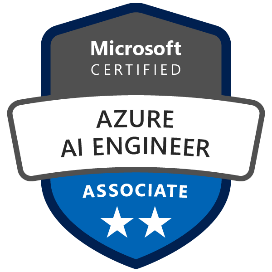 Microsoft
CERTIFIED
AZURE
AI ENGINEER
ASSOCIATE